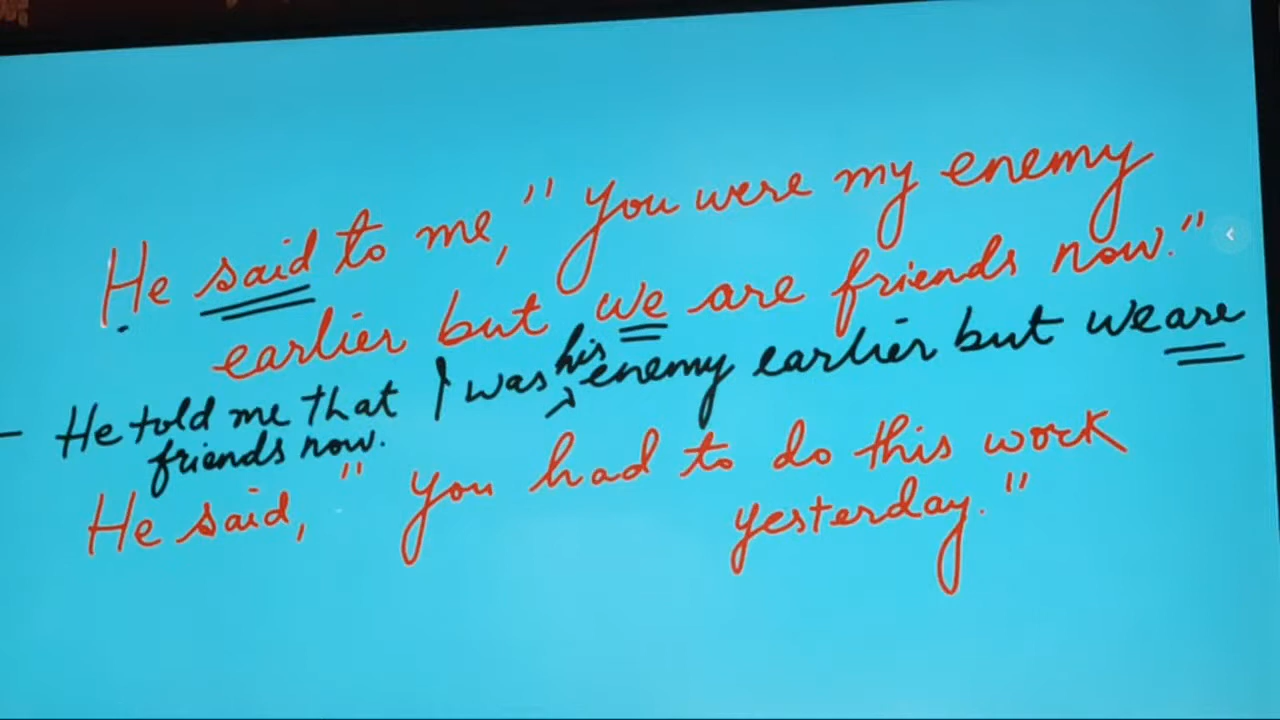 He said to me, "You were my enemy
earlier but we are friends now."
– He told me that I was his enemy earlier but we are
friends now.
He said, "You had to do this work
yesterday."